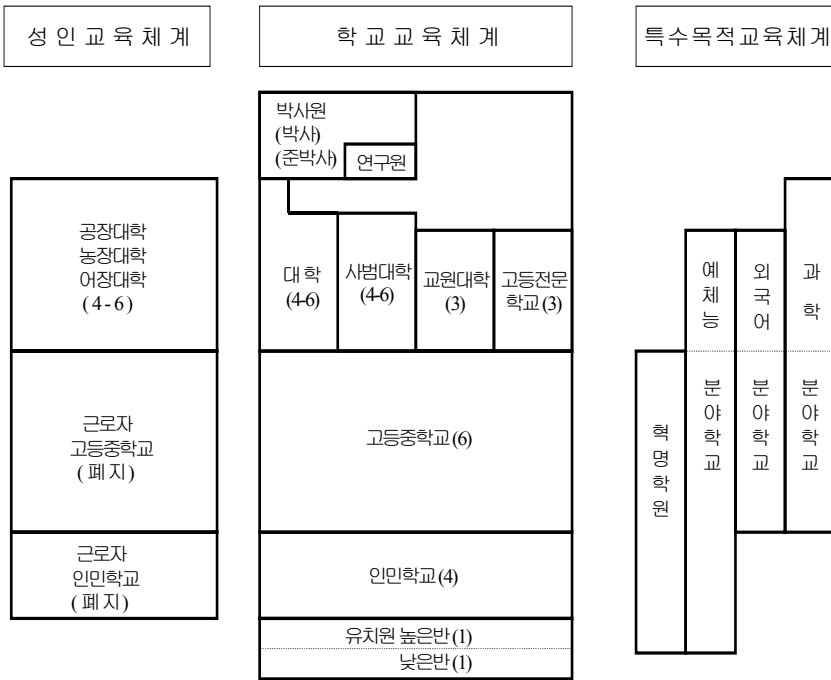 성 인 교 육 체 계
학 교 교 육 체 계
특수목적교육체계
공장대학
농장대학
어장대학
(4-6)
근로자
고등중학교
(폐지)
근로자
인민학교
(폐지)
박사원
(박사)
(준박사)
연구원
대 학
(4-6)
사범대학
(4-6)
교원대학
(3)
고등전문
학교(3)
고등중학교(6)
인민학교(4)
유치원 높은반(1)
낮은반(1)
혁
명
학
원
예
체
능
분
야
학
교
외
국
어
분
야
학
교
과
학
분
야
학
교